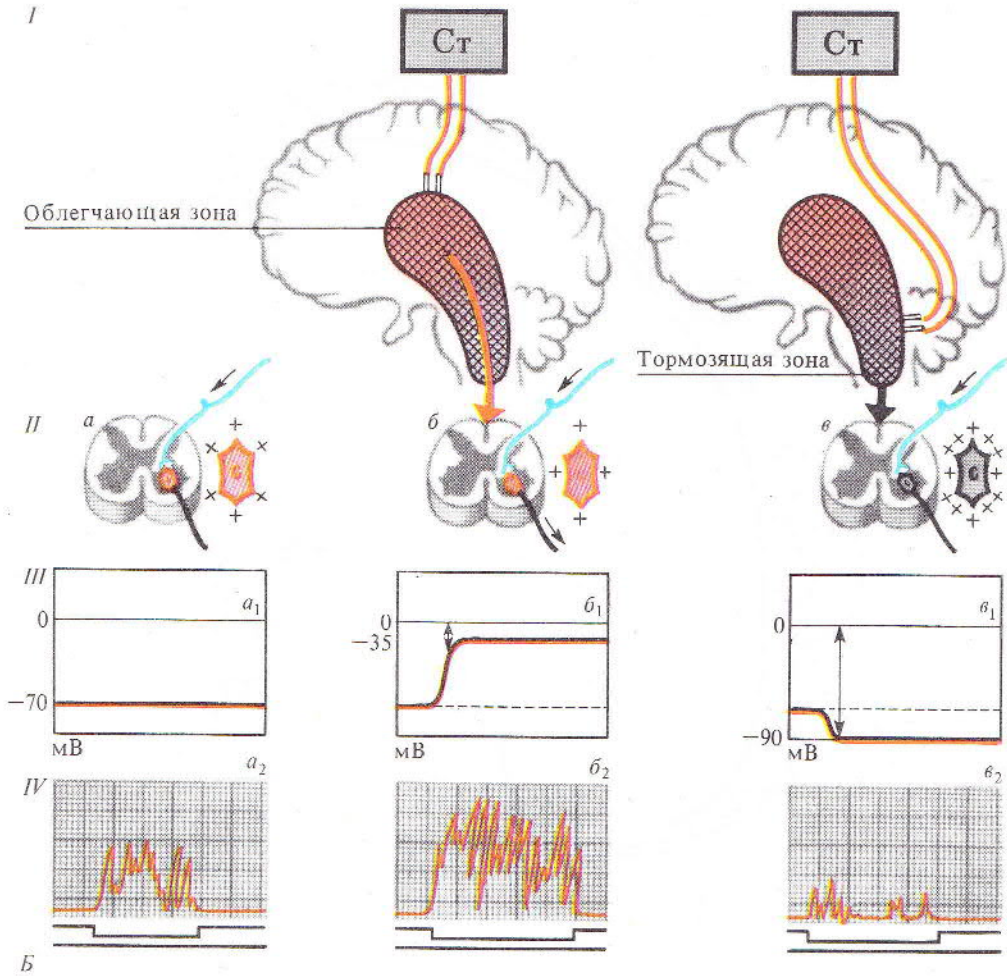 I
Ст
Ст
Облегчающая зона
Тормозящая зона
II
а
б
в
III
а₁
б₁
в₁
0
−70
мВ
0
−35
мВ
0
−90
мВ
IV
а₂
б₂
в₂
Б